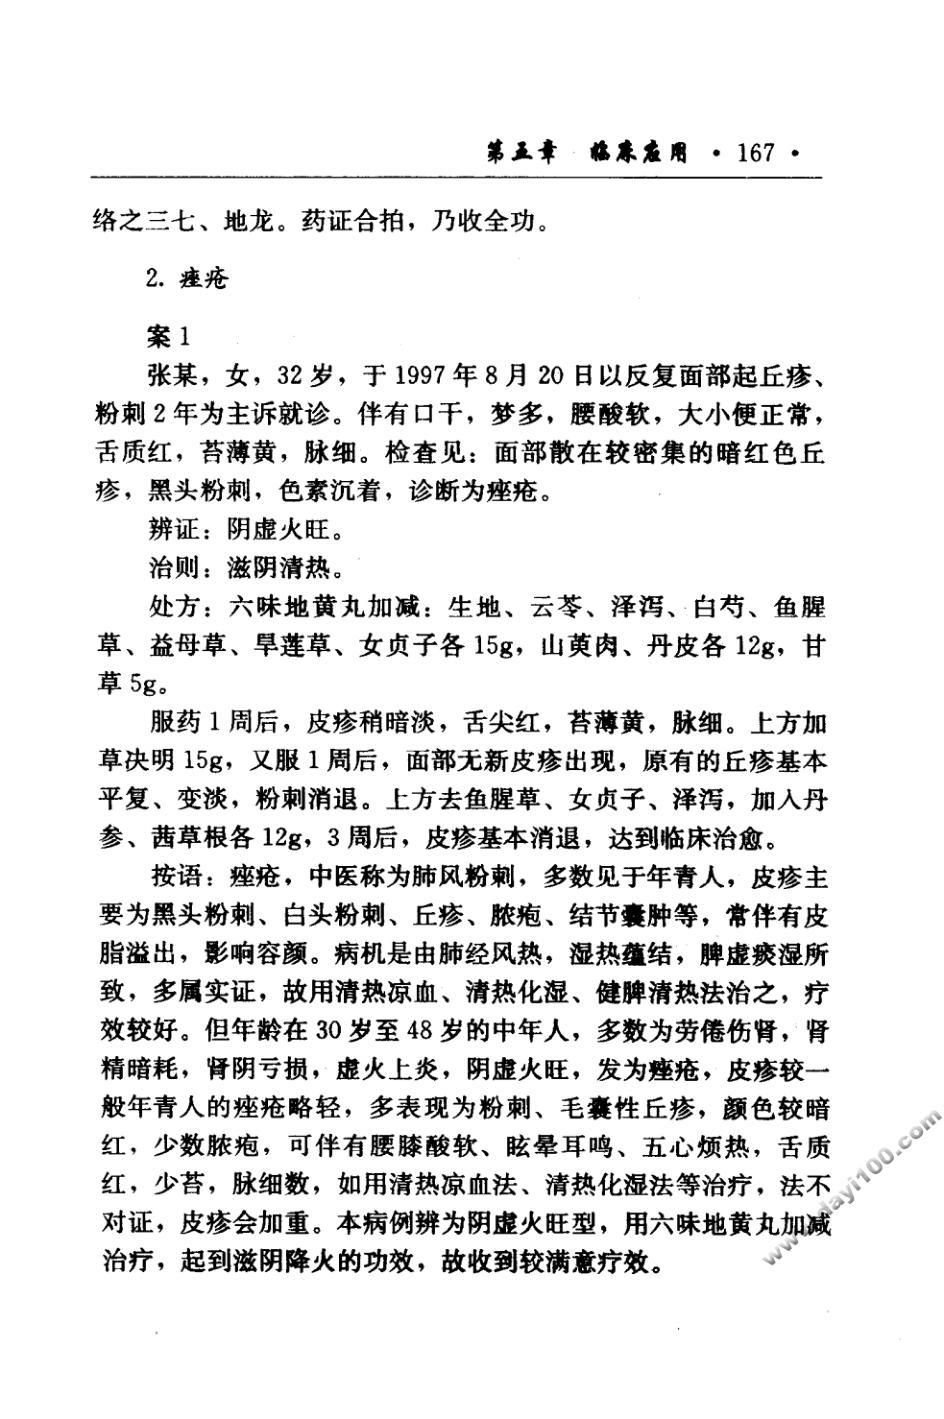 第五章 临床应用 · 167 ·
络之三七、地龙。药证合拍，乃收全功。
2. 痤疮
案 1
张某，女，32 岁，于 1997 年 8 月 20 日以反复面部起丘疹、
粉刺 2 年为主诉就诊。伴有口干，梦多，腰酸软，大小便正常，
舌质红，苔薄黄，脉细。检查见：面部散在较密集的暗红色丘
疹，黑头粉刺，色素沉着，诊断为痤疮。
辨证：阴虚火旺。
治则：滋阴清热。
处方：六味地黄丸加减：生地、云苓、泽泻、白芍、鱼腥
草、益母草、旱莲草、女贞子各 15g，山萸肉、丹皮各 12g，甘
草 5g。
服药 1 周后，皮疹稍暗淡，舌尖红，苔薄黄，脉细。上方加
草决明 15g，又服 1 周后，面部无新皮疹出现，原有的丘疹基本
平复、变淡，粉刺消退。上方去鱼腥草、女贞子、泽泻，加入丹
参、茜草根各 12g，3 周后，皮疹基本消退，达到临床治愈。
按语：痤疮，中医称为肺风粉刺，多数见于年青人，皮疹主
要为黑头粉刺、白头粉刺、丘疹、脓疱、结节囊肿等，常伴有皮
脂溢出，影响容颜。病机是由肺经风热，湿热蕴结，脾虚痰湿所
致，多属实证，故用清热凉血、清热化湿、健脾清热法治之，疗
效较好。但年龄在 30 岁至 48 岁的中年人，多数为劳倦伤肾，肾
精暗耗，肾阴亏损，虚火上炎，阴虚火旺，发为痤疮，皮疹较一
般年青人的痤疮略轻，多表现为粉刺、毛囊性丘疹，颜色较暗
红，少数脓疱，可伴有腰膝酸软、眩晕耳鸣、五心烦热，舌质
红，少苔，脉细数，如用清热凉血法、清热化湿法等治疗，法不
对证，皮疹会加重。本病例辨为阴虚火旺型，用六味地黄丸加减
治疗，起到滋阴降火的功效，故收到较满意疗效。